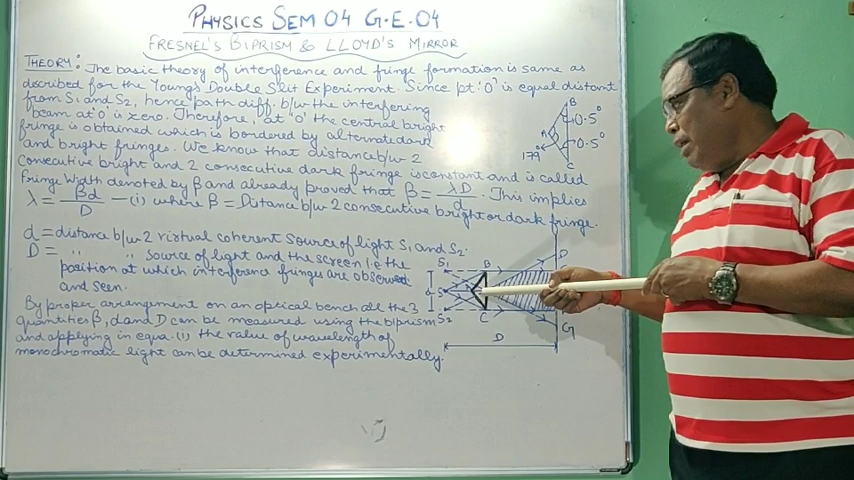 PHYSICS SEM 04 G.E.04
FRESNEL'S BIPRISM & LLOYD'S MIRROR
THEORY: The basic theory of interference and fringe formation is same as
described for the Young's Double Slit Experiment. Since pt. 'O' is equal distant
from S1 and S2, hence path diff. b/w the interfering
beam at 'O' is zero. Therefore, at 'O' the central bright
fringe is obtained which is bordered by alternate dark
and bright fringes. We know that distance b/w 2
consecutive bright and 2 consecutive dark fringe is constant and is called
Fringe Width denoted by β and already proved that β = λD/d. This implies
λ = βd/D —(i) where β = Distance b/w 2 consecutive bright or dark fringe.
d = distance b/w 2 virtual coherent source of light S1 and S2.
D = " " source of light and the screen i.e. the
position at which interference fringes are observed
and seen.
By proper arrangement on an optical bench all the 3
quantities β, d and D can be measured using the biprism
and applying in equa. (i) the value of wavelength of
monochromatic light can be determined experimentally.
B
0.5°
A
0.5°
179°
C
S1
B
d
S
S2
C
G
D